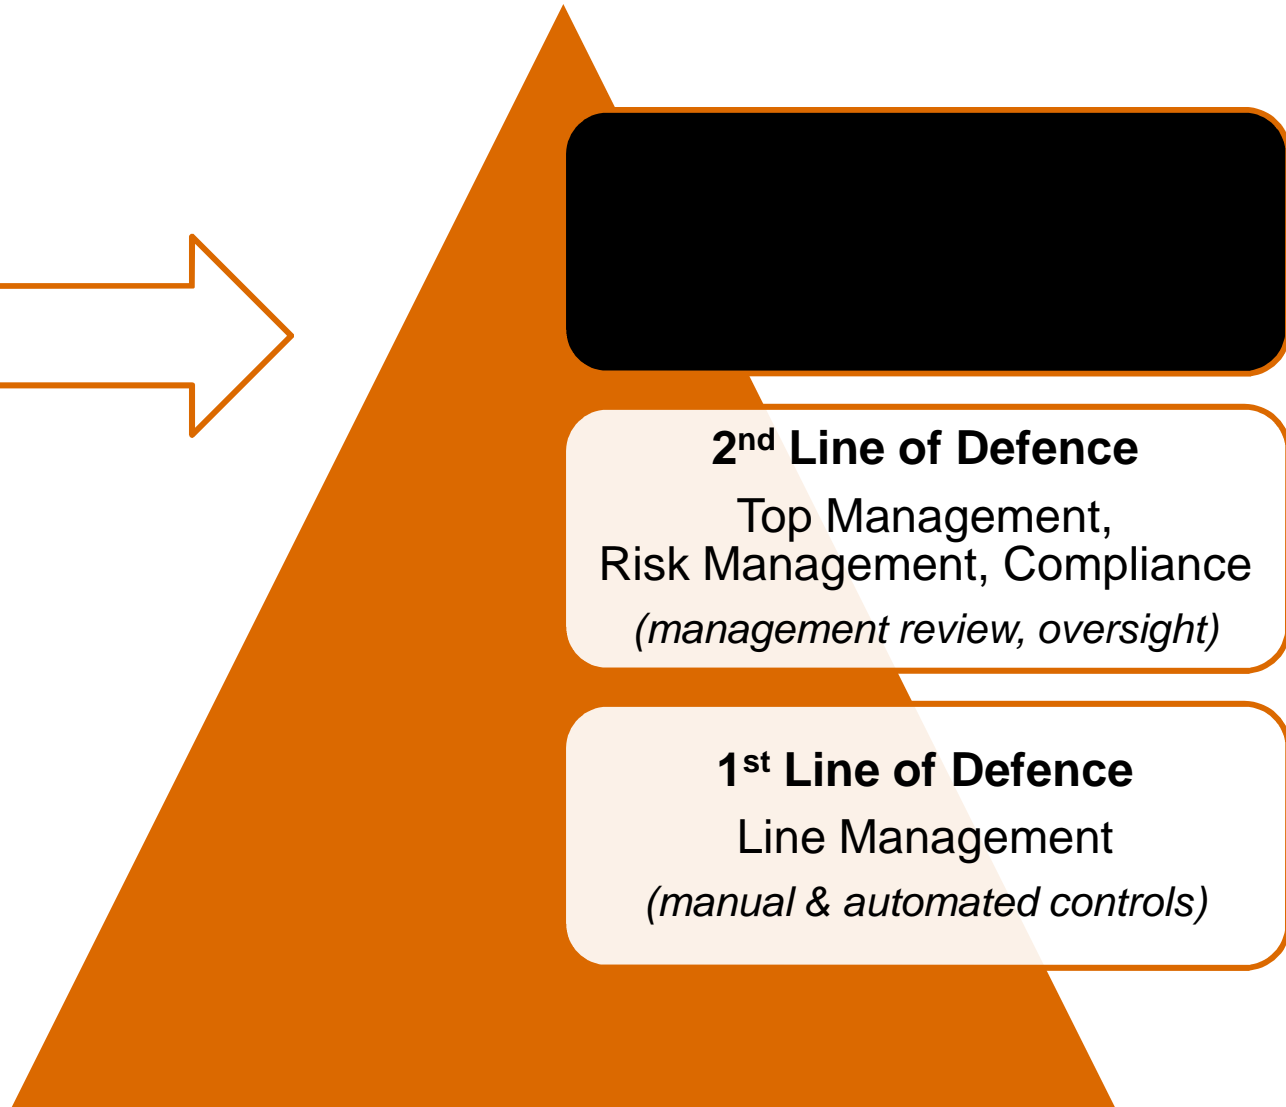 2nd Line of Defence
Top Management,
Risk Management, Compliance
(management review, oversight)
1st Line of Defence
Line Management
(manual & automated controls)